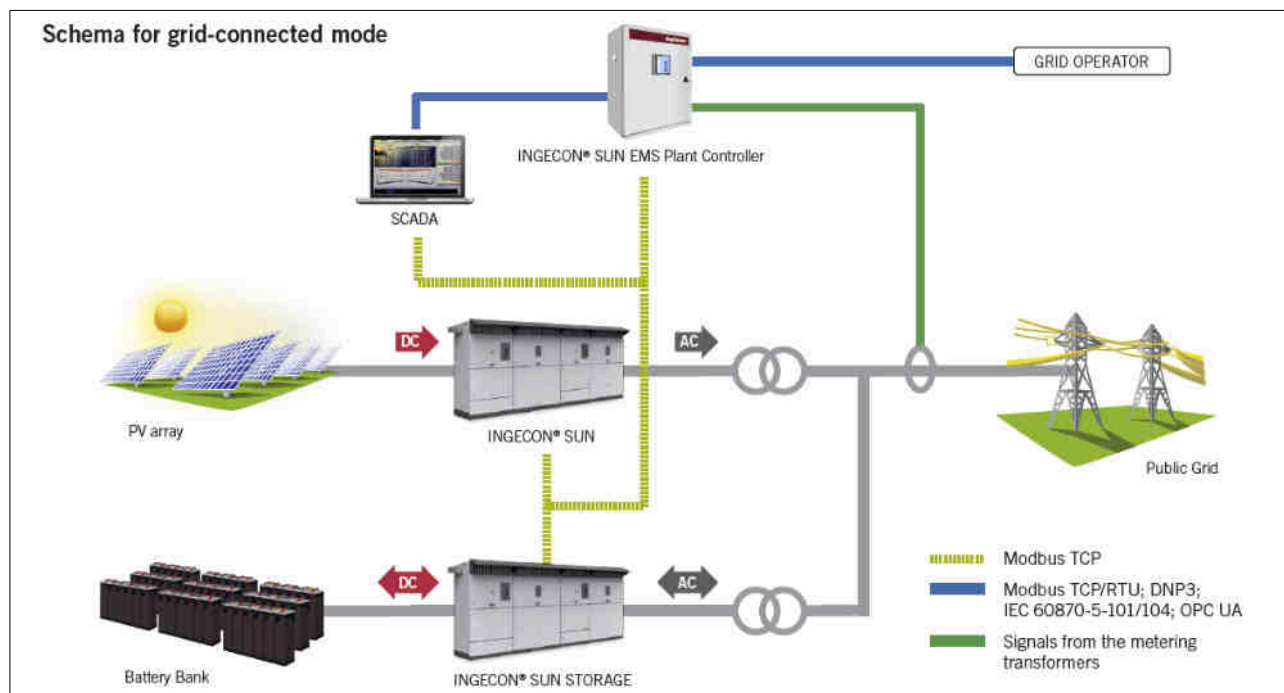 Schema for grid-connected mode
GRID OPERATOR
INGECON® SUN EMS Plant Controller
SCADA
DC
AC
PV array
INGECON® SUN
Public Grid
DC
AC
Battery Bank
INGECON® SUN STORAGE
Modbus TCP
Modbus TCP/RTU; DNP3;
IEC 60870-5-101/104; OPC UA
Signals from the metering
transformers